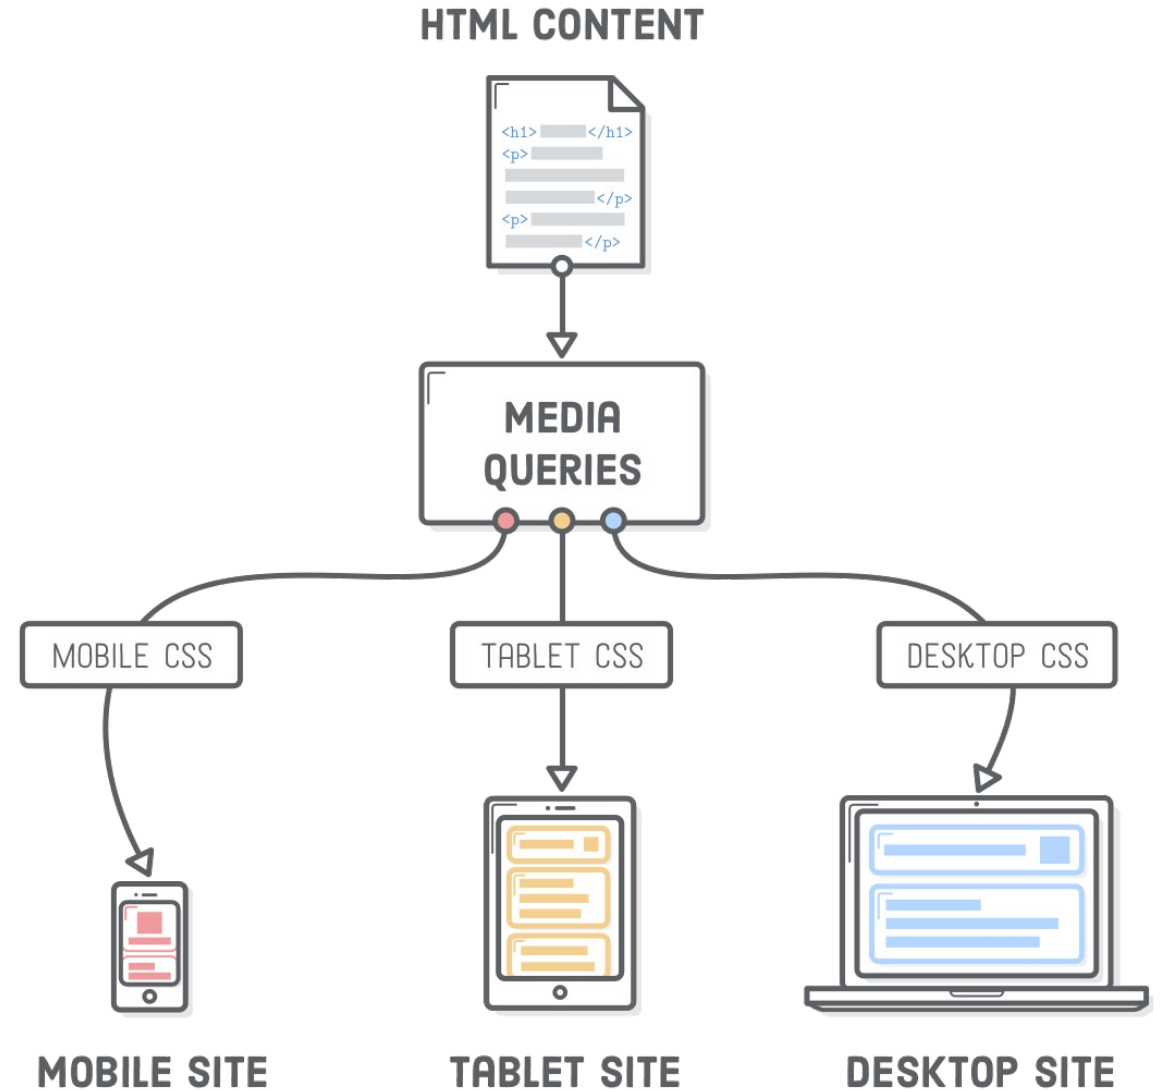 HTML CONTENT
<h1> </h1>
<p>
</p>
<p>
</p>
MEDIA
QUERIES
MOBILE CSS
TABLET CSS
DESKTOP CSS
MOBILE SITE
TABLET SITE
DESKTOP SITE